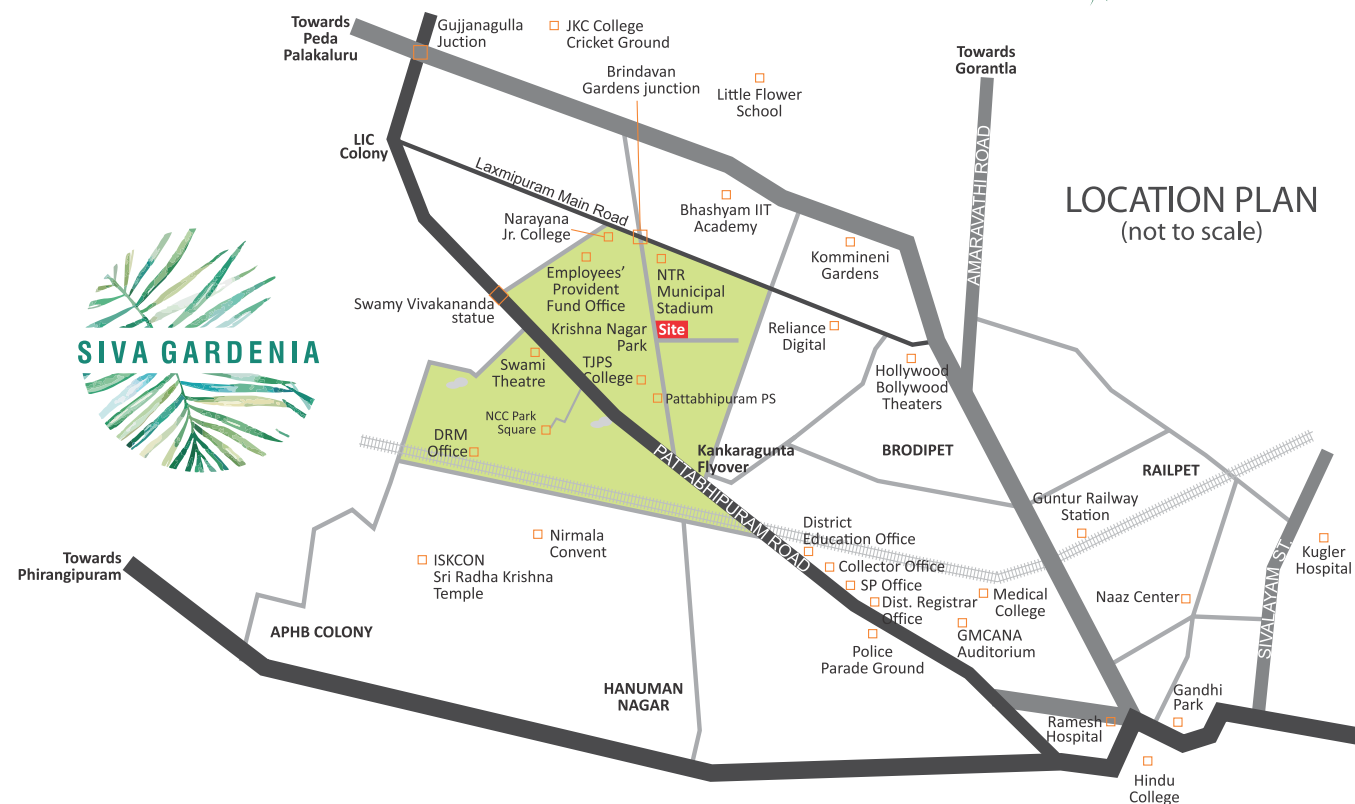 Towards
Peda
Palakaluru
Gujjanagulla
Juction
JKC College
Cricket Ground
Brindavan
Gardens junction
Little Flower
School
Towards
Gorantla
AMARAVATHI ROAD
LOCATION PLAN
(not to scale)
LIC
Colony
Laxmipuram Main Road
Narayana
Jr. College
Bhashyam IIT
Academy
Kommineni
Gardens
Employees'
Provident
Fund Office
NTR
Municipal
Stadium
Swamy Vivakananda
statue
Krishna Nagar
Park
Site
Reliance
Digital
SIVA GARDENIA
Swami
Theatre
TJPS
College
Hollywood
Bollywood
Theaters
Pattabhipuram PS
NCC Park
Square
DRM
Office
Kankaragunta
Flyover
BRODIPET
RAILPET
PATTABHIPURAM ROAD
Guntur Railway
Station
District
Education Office
Nirmala
Convent
Kugler
Hospital
Towards
Phirangipuram
ISKCON
Sri Radha Krishna
Temple
Collector Office
SP Office
Dist. Registrar
Office
Medical
College
Naaz Center
SIVALAYAM ST.
APHB COLONY
GMCANA
Auditorium
Police
Parade Ground
HANUMAN
NAGAR
Gandhi
Park
Ramesh
Hospital
Hindu
College